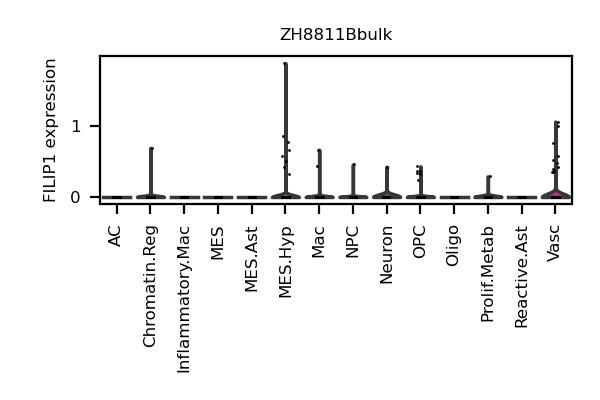 ZH8811Bbulk
FILIP1 expression
1
0
AC
Chromatin.Reg
Inflammatory.Mac
MES
MES.Ast
MES.Hyp
Mac
NPC
Neuron
OPC
Oligo
Prolif.Metab
Reactive.Ast
Vasc